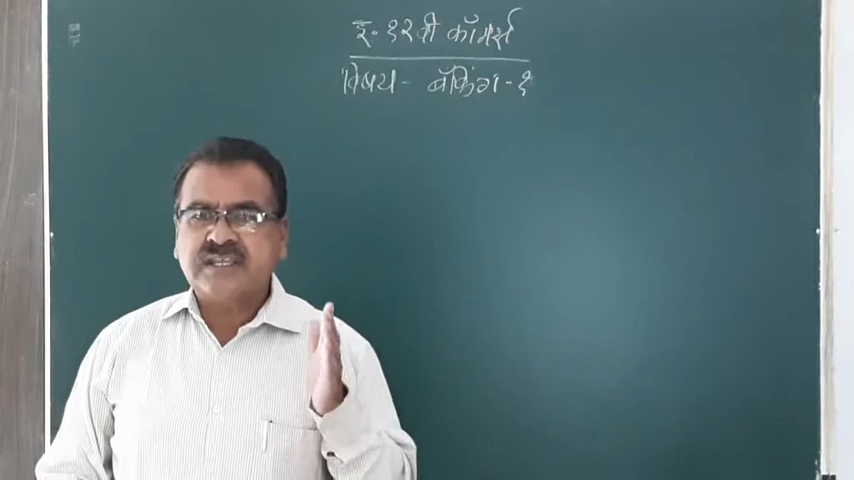 इ. १२वी कॉमर्स
विषय - बँकिंग - १